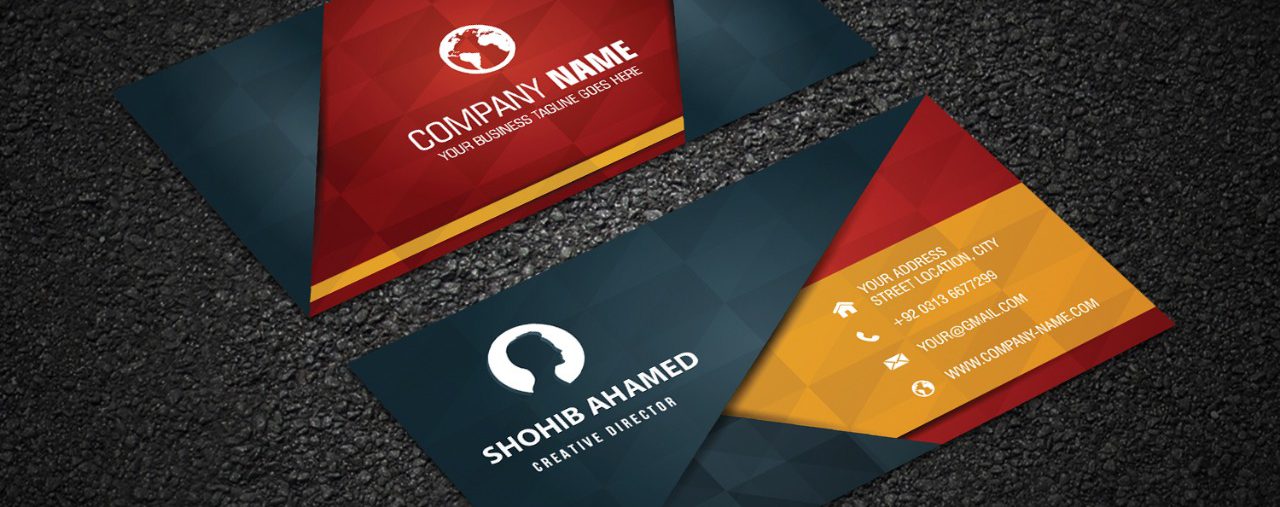 COMPANY NAME
YOUR BUSINESS TAGLINE GOES HERE
SHOHIB AHAMED
CREATIVE DIRECTOR
YOUR ADDRESS
STREET LOCATION, CITY
+92 0313 6677299
YOUR@GMAIL.COM
WWW.COMPANY-NAME.COM